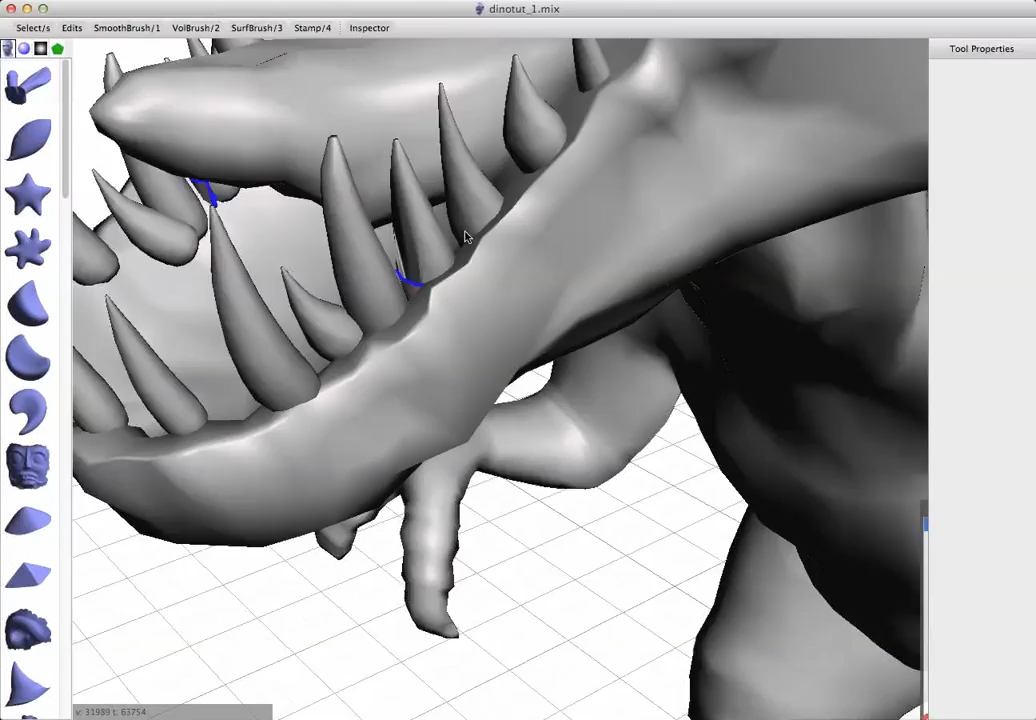 dinotut_1.mix
Select/s Edits SmoothBrush/1 VolBrush/2 SurfBrush/3 Stamp/4 Inspector
Tool Properties
v: 31989 t: 63754